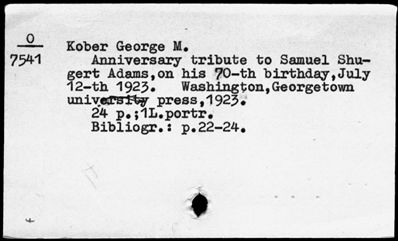 O
7541
Kober George M.
Anniversary tribute to Samuel Shu-
gert Adams,on his 70-th birthday,July
12-th 1923. Washington,Georgetown
university press,1923.
24 p.;1L.portr.
Bibliogr.: p.22-24.